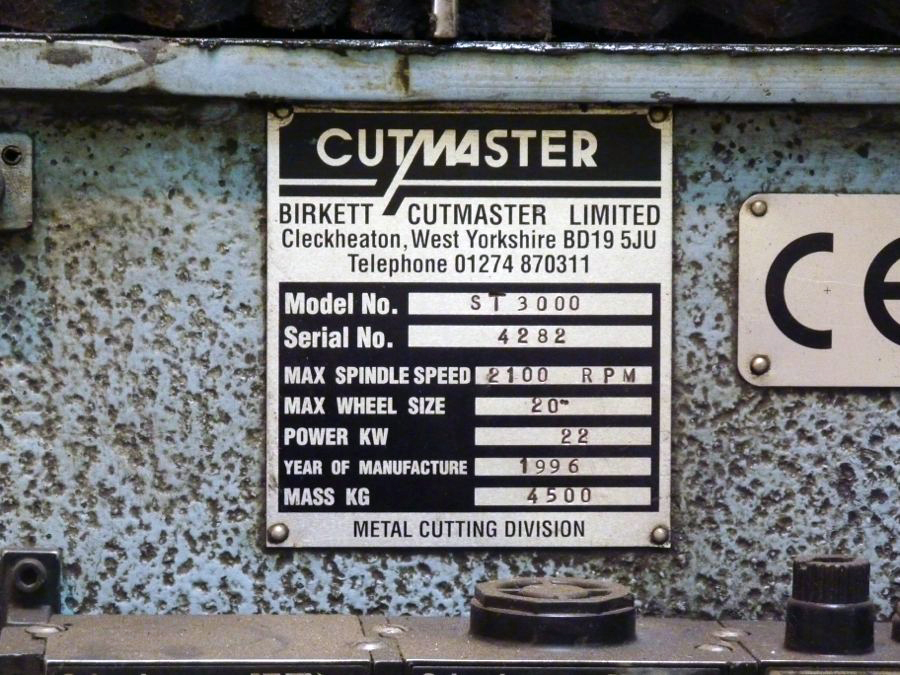 CUTMASTER
BIRKETT CUTMASTER LIMITED
Cleckheaton, West Yorkshire BD19 5JU
Telephone 01274 870311
Model No. ST 3000
Serial No. 4282
MAX SPINDLE SPEED 2100 RPM
MAX WHEEL SIZE 20"
POWER KW 22
YEAR OF MANUFACTURE 1996
MASS KG 4500
METAL CUTTING DIVISION
CE